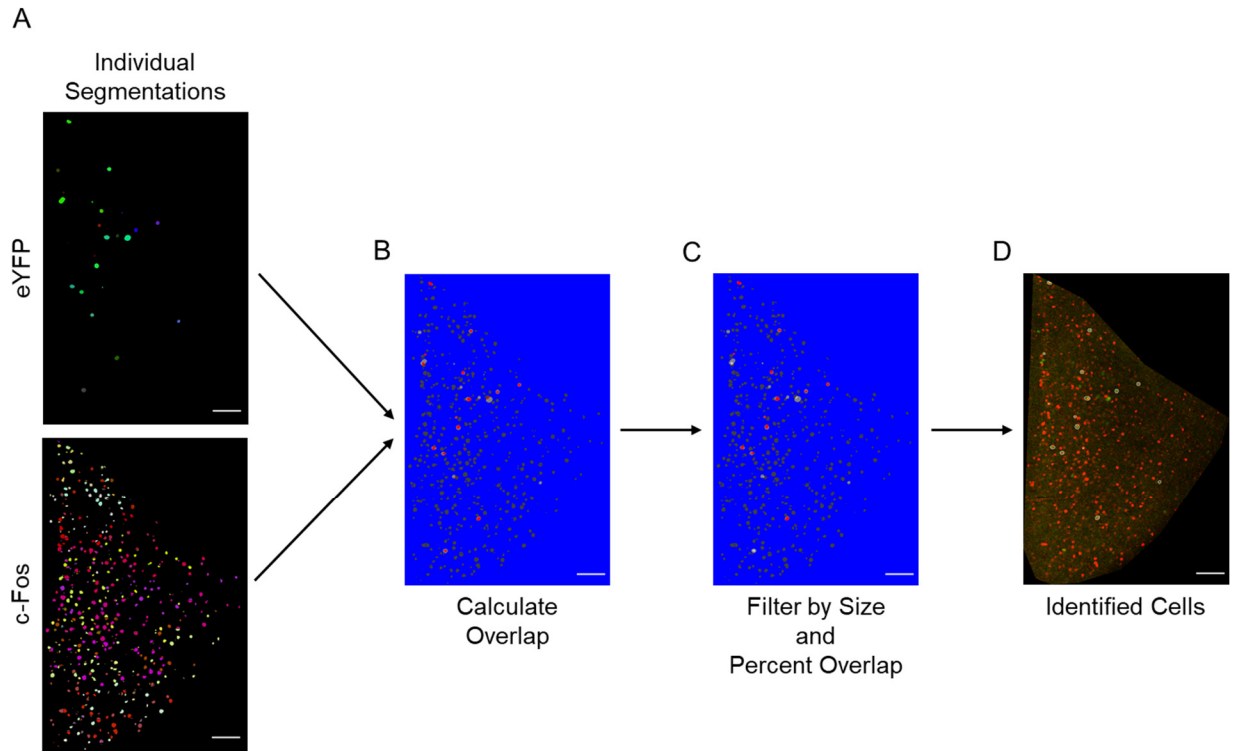 A
Individual
Segmentations
eYFP
c-Fos
B
Calculate
Overlap
C
Filter by Size
and
Percent Overlap
D
Identified Cells